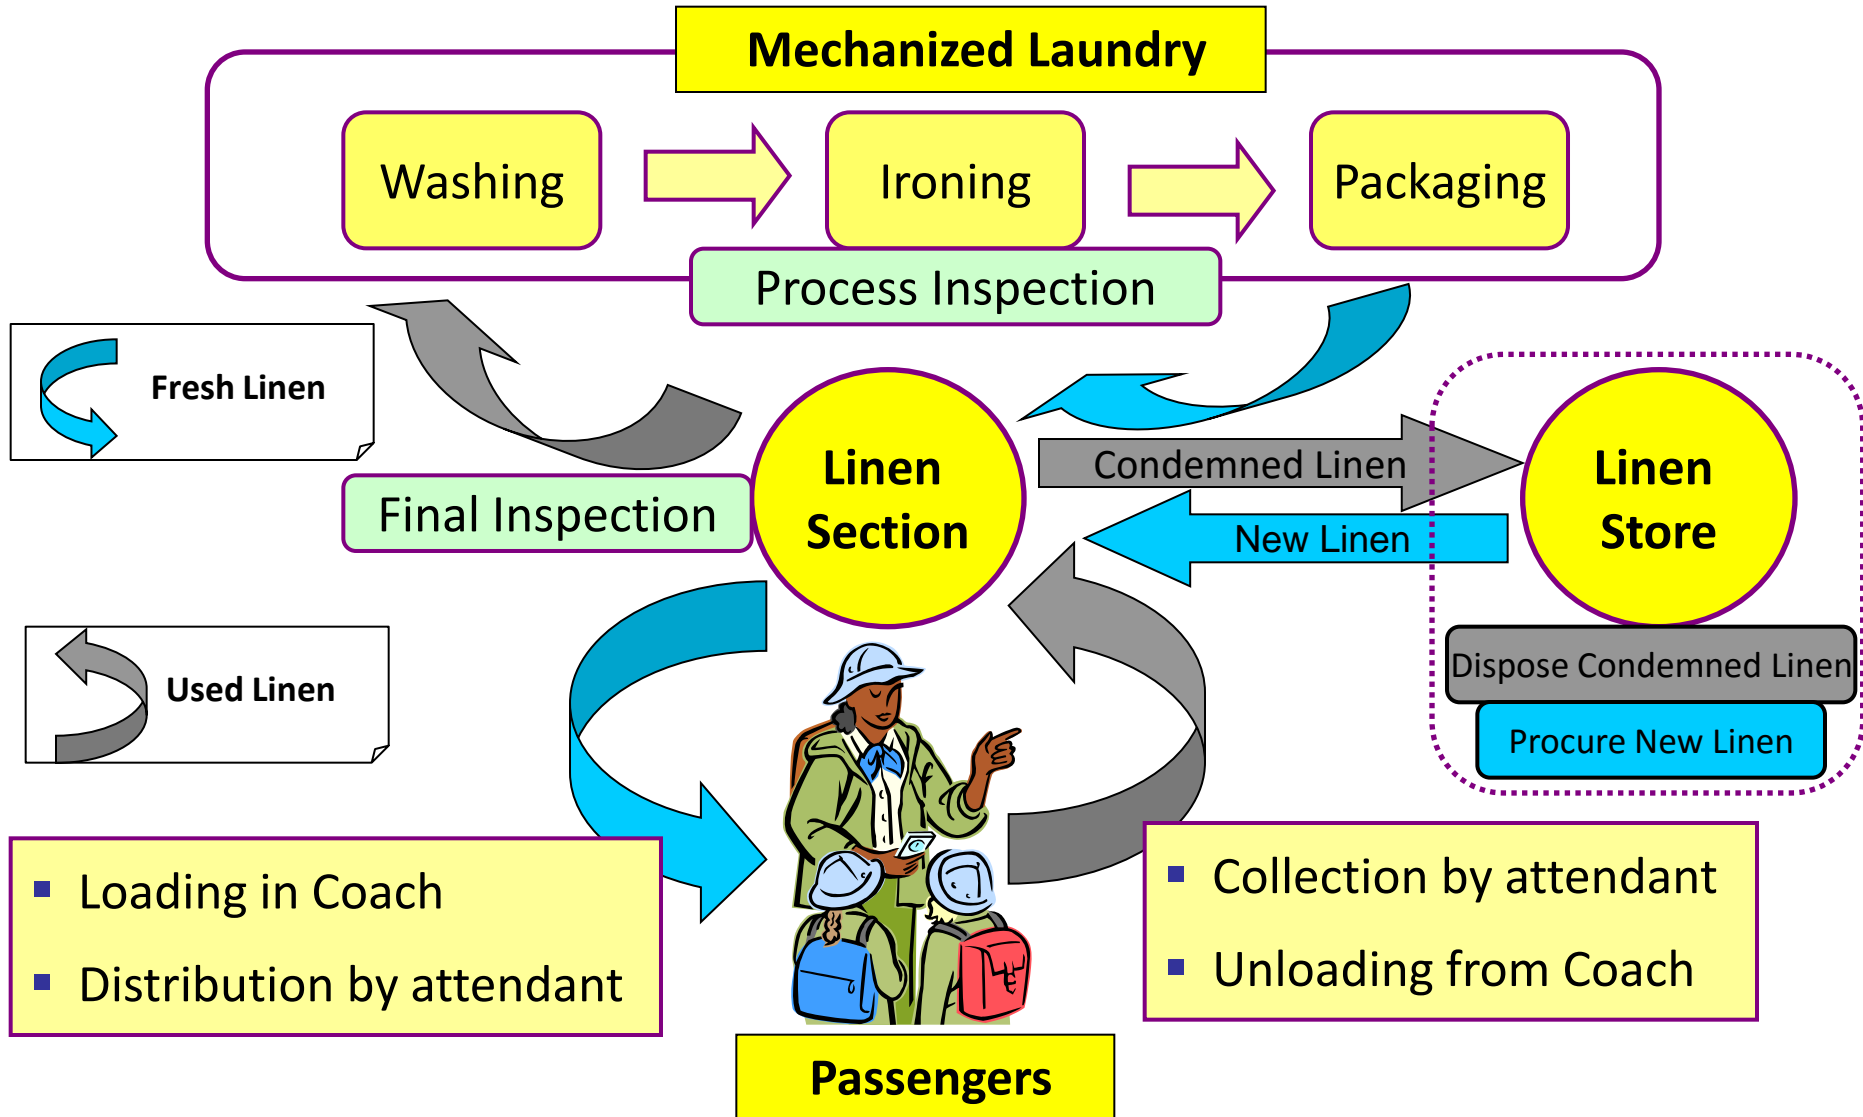 Mechanized Laundry
Washing
Ironing
Packaging
Process Inspection
Fresh Linen
Linen
Section
Condemned Linen
New Linen
Linen
Store
Final Inspection
Used Linen
Dispose Condemned Linen
Procure New Linen
▪ Loading in Coach
▪ Distribution by attendant
▪ Collection by attendant
▪ Unloading from Coach
Passengers